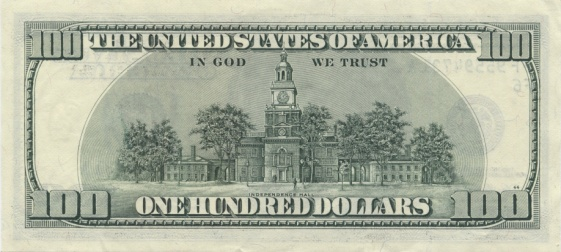 100 THE UNITED STATES OF AMERICA 100
IN GOD WE TRUST
INDEPENDENCE HALL
100 ONE HUNDRED DOLLARS 100